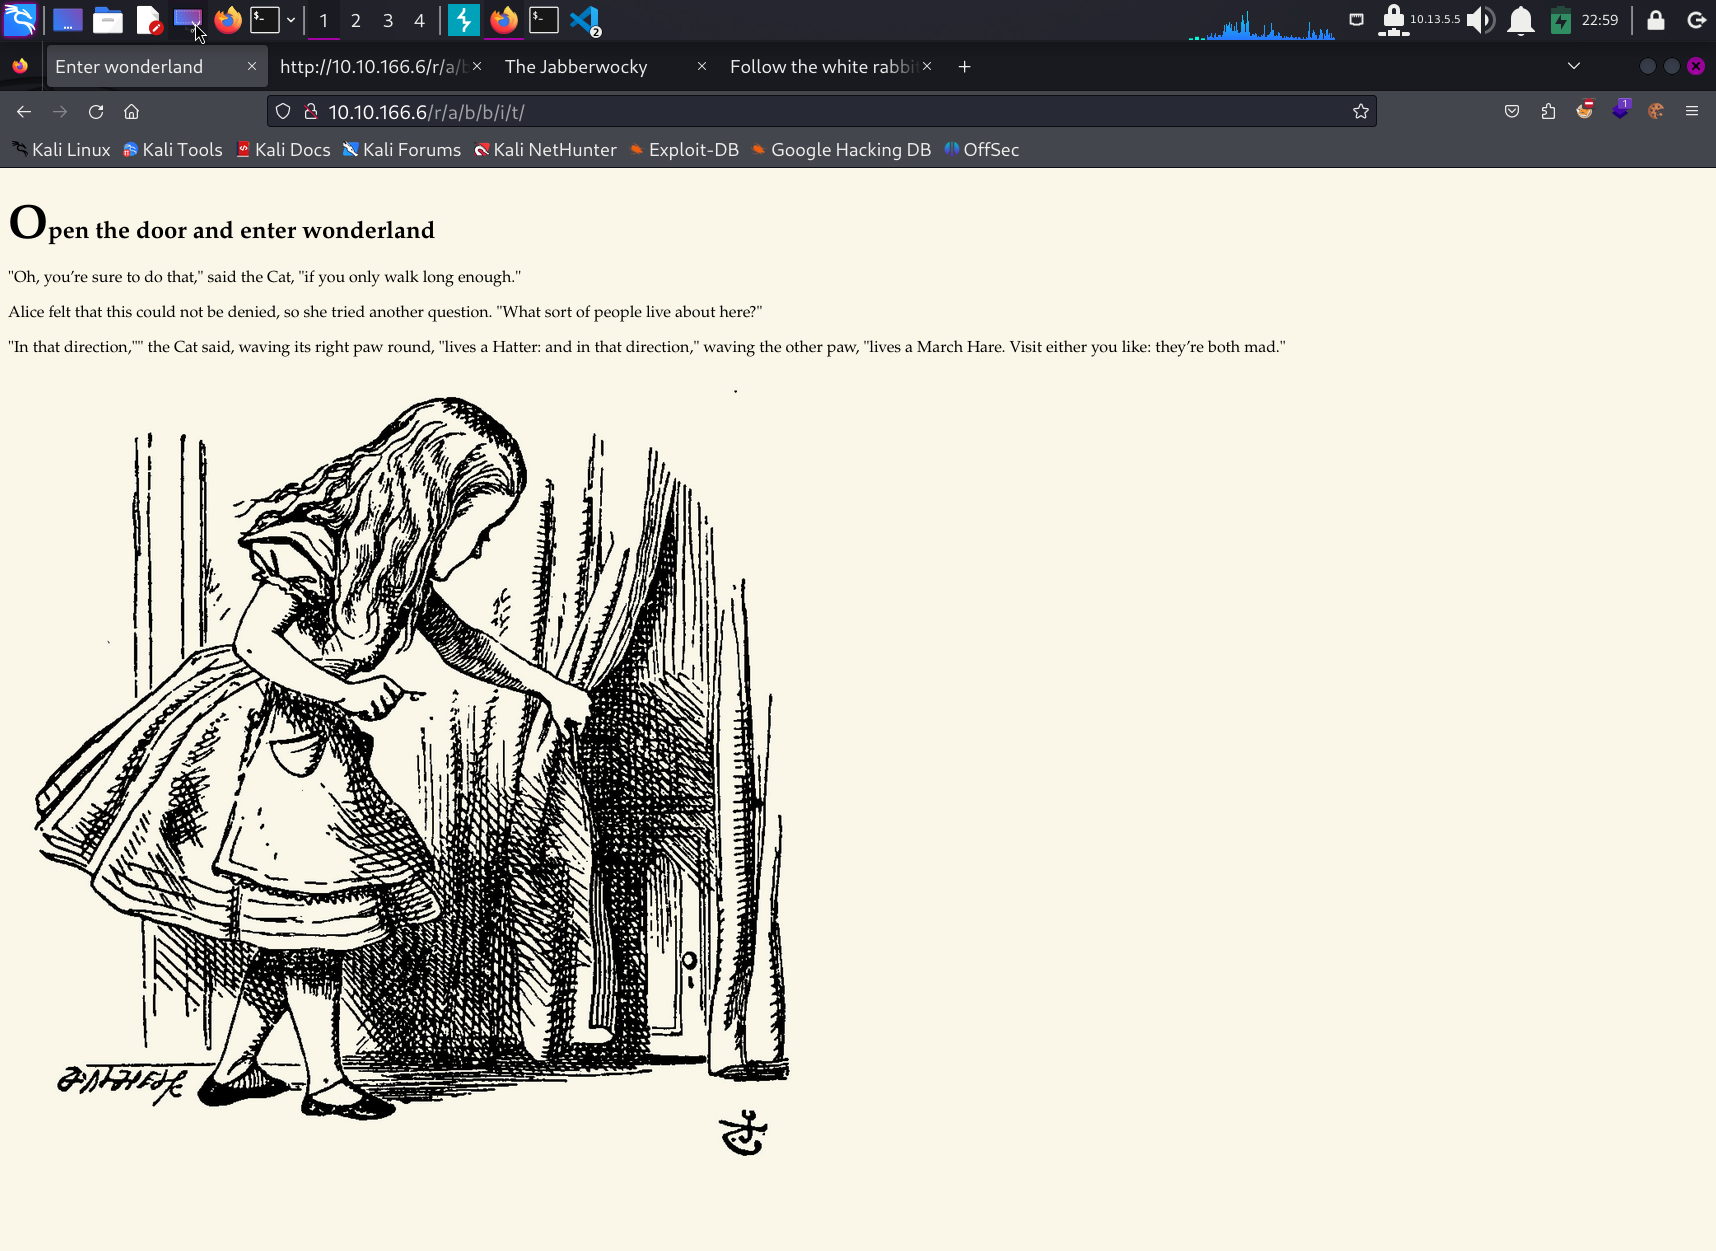 1 2 3 4
2
10.13.5.5
22:59
Enter wonderland
http://10.10.166.6/r/a/b
The Jabberwocky
Follow the white rabbi
10.10.166.6/r/a/b/b/i/t/
1
Kali Linux
Kali Tools
Kali Docs
Kali Forums
Kali NetHunter
Exploit-DB
Google Hacking DB
OffSec
Open the door and enter wonderland
"Oh, you’re sure to do that," said the Cat, "if you only walk long enough."
Alice felt that this could not be denied, so she tried another question. "What sort of people live about here?"
"In that direction,"" the Cat said, waving its right paw round, "lives a Hatter: and in that direction," waving the other paw, "lives a March Hare. Visit either you like: they’re both mad."